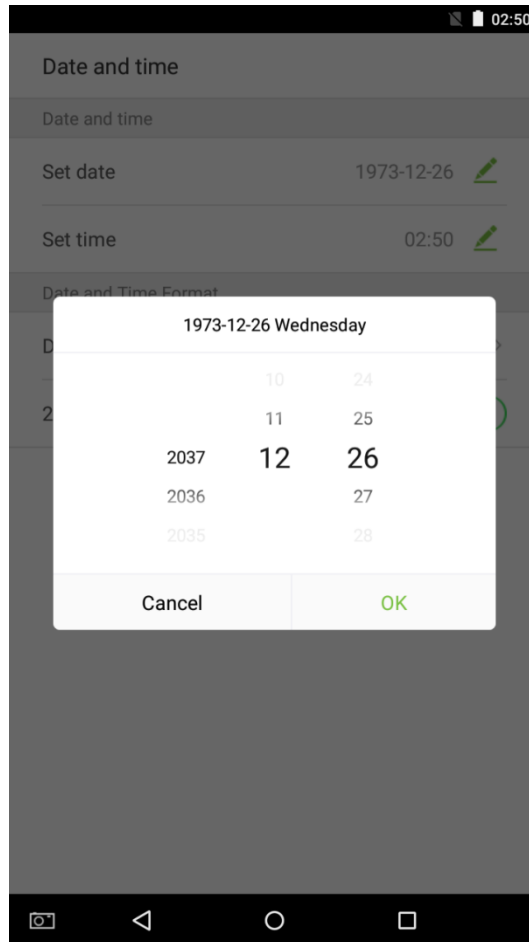 02:50
Date and time
Date and time
Set date 1973-12-26
Set time 02:50
Date and Time Format
D
2
1973-12-26 Wednesday
10 24
11 25
2037 12 26
2036 27
2035 28
Cancel OK